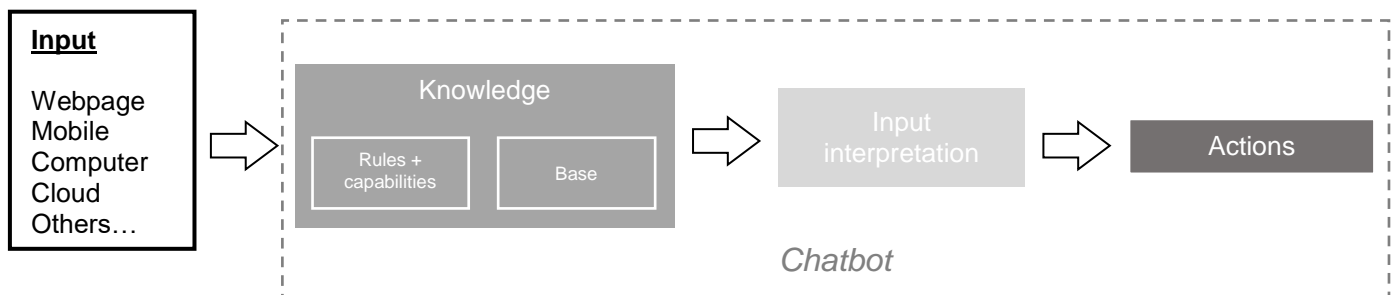 Input
Webpage
Mobile
Computer
Cloud
Others…
Knowledge
Rules +
capabilities
Base
Input
interpretation
Actions
Chatbot